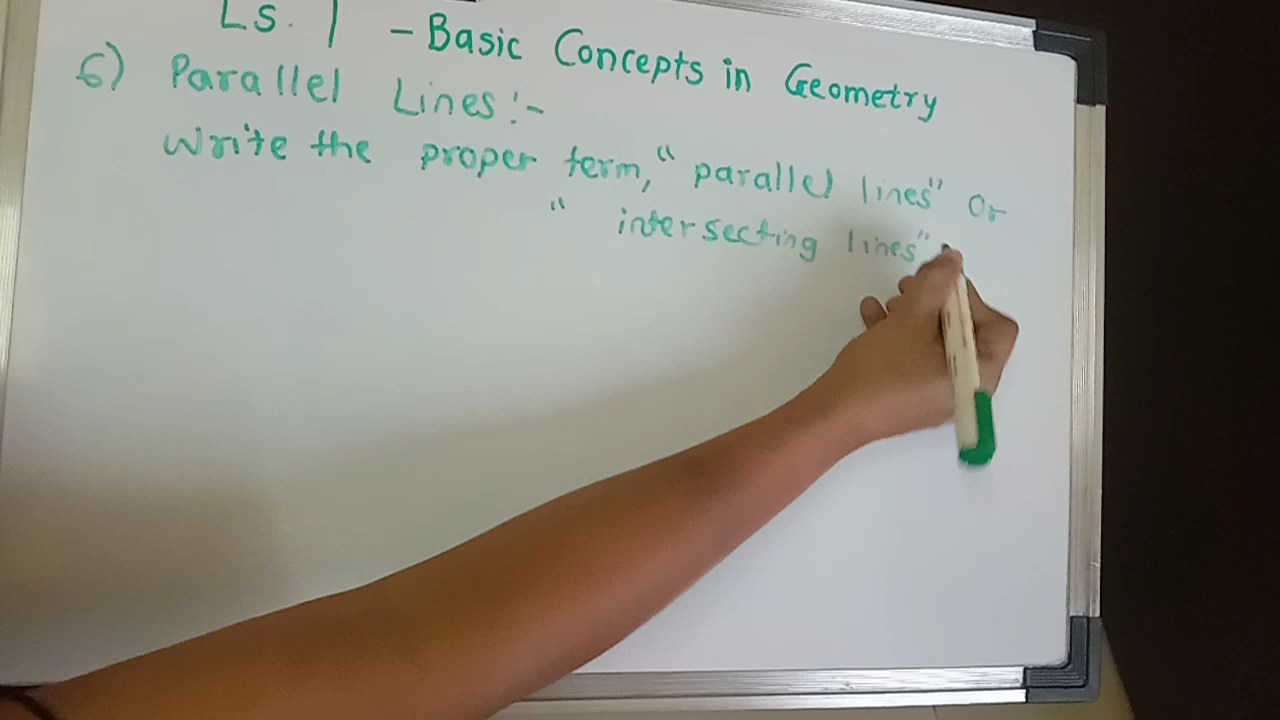 Ls. 1 - Basic Concepts in Geometry
6) Parallel Lines:-
Write the proper term, "parallel lines" or
" intersecting lines"